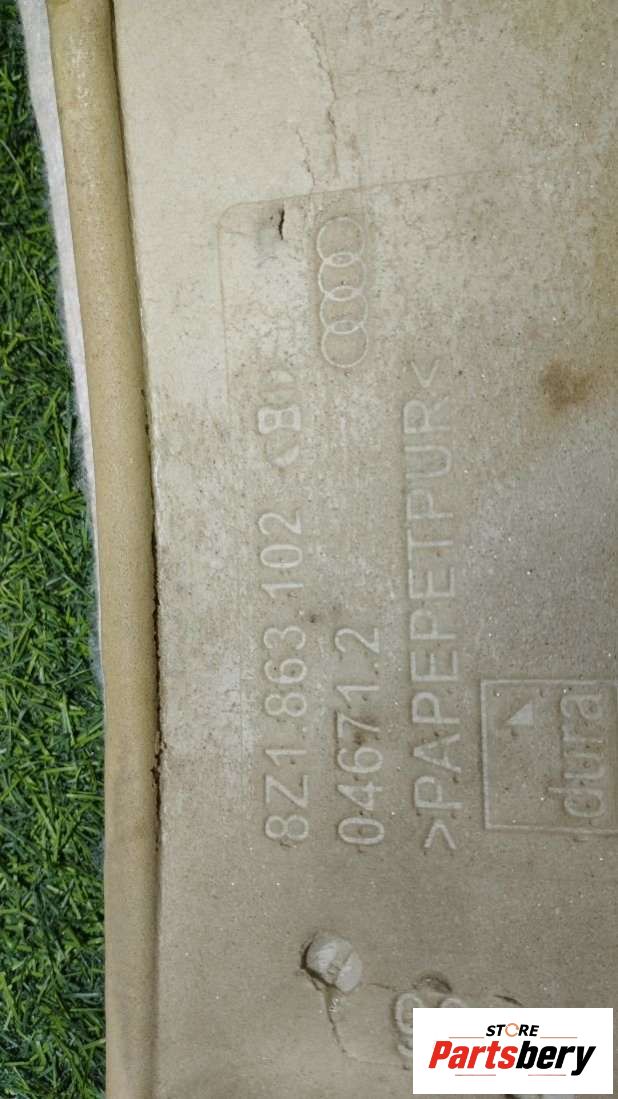 8Z1.863 102
04671.2
>PAPEPETPUR<
dura
STORE
Partsbery